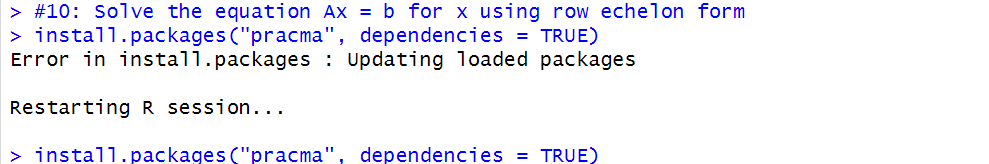 > #10: Solve the equation Ax = b for x using row echelon form
> install.packages("pracma", dependencies = TRUE)
Error in install.packages : Updating loaded packages
Restarting R session...
> install.packages("pracma", dependencies = TRUE)